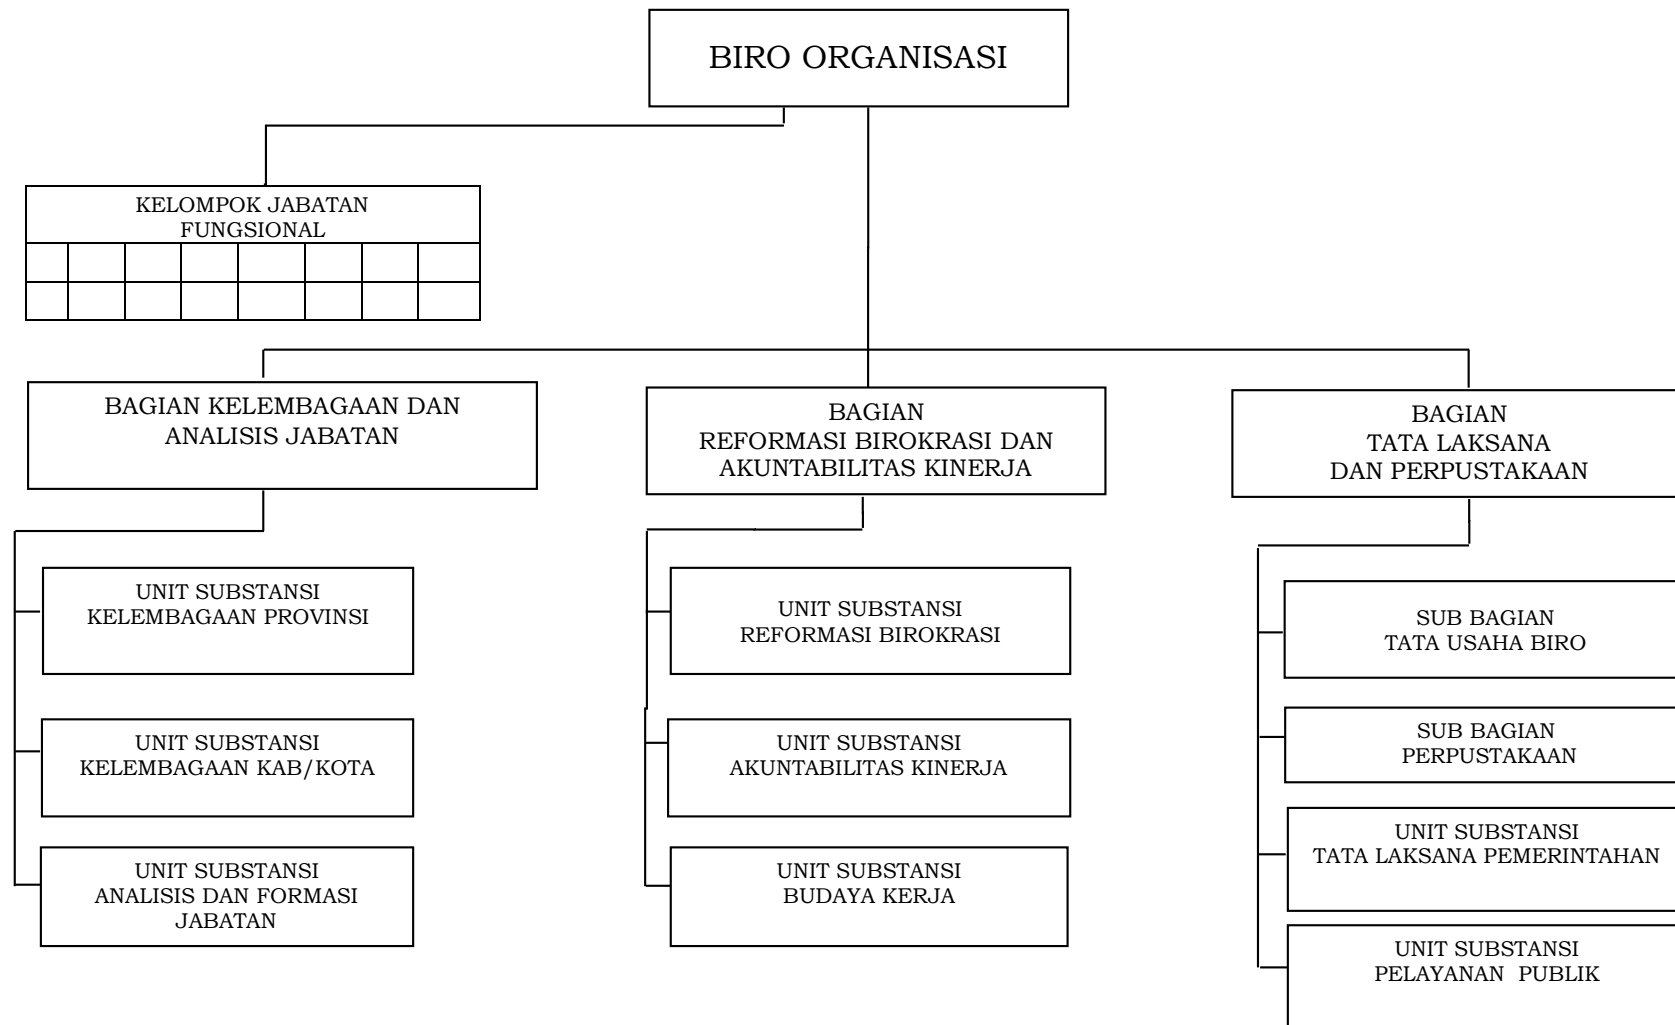 BIRO ORGANISASI
KELOMPOK JABATAN
FUNGSIONAL
BAGIAN KELEMBAGAAN DAN
ANALISIS JABATAN
BAGIAN
REFORMASI BIROKRASI DAN
AKUNTABILITAS KINERJA
BAGIAN
TATA LAKSANA
DAN PERPUSTAKAAN
UNIT SUBSTANSI
KELEMBAGAAN PROVINSI
UNIT SUBSTANSI
KELEMBAGAAN KAB/KOTA
UNIT SUBSTANSI
ANALISIS DAN FORMASI
JABATAN
UNIT SUBSTANSI
REFORMASI BIROKRASI
UNIT SUBSTANSI
AKUNTABILITAS KINERJA
UNIT SUBSTANSI
BUDAYA KERJA
SUB BAGIAN
TATA USAHA BIRO
SUB BAGIAN
PERPUSTAKAAN
UNIT SUBSTANSI
TATA LAKSANA PEMERINTAHAN
UNIT SUBSTANSI
PELAYANAN  PUBLIK